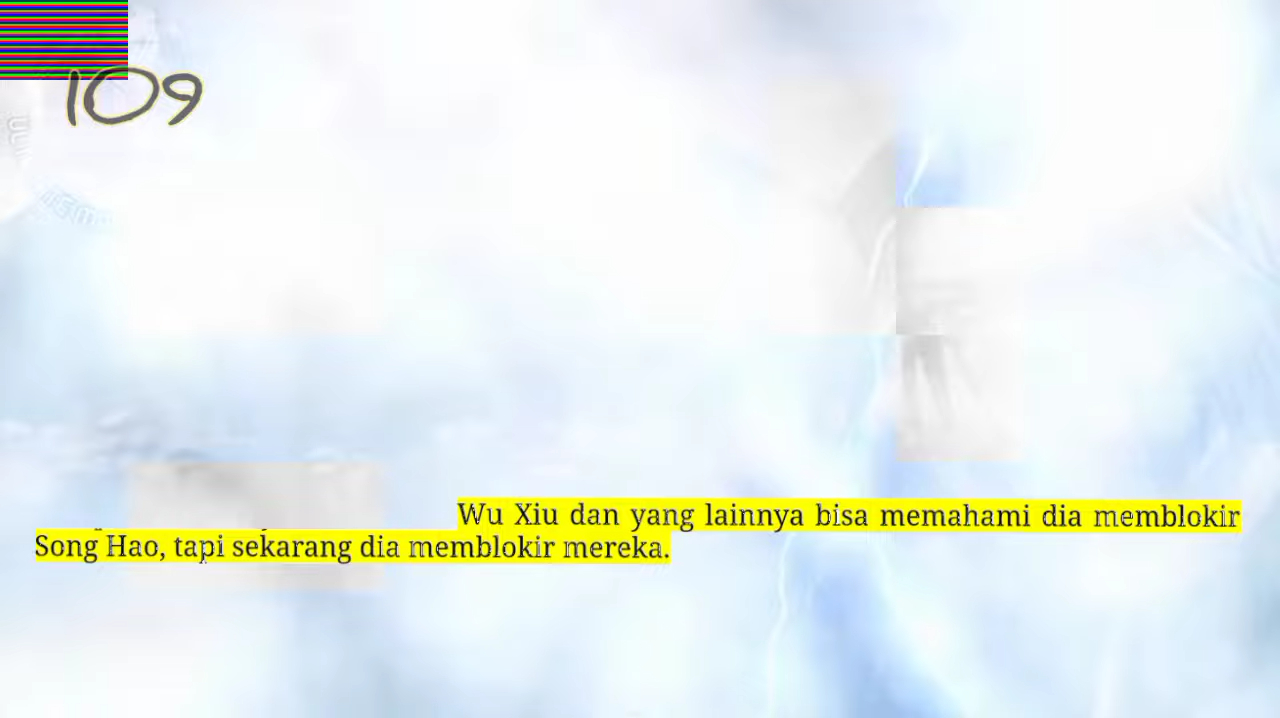 109
Wu Xiu dan yang lainnya bisa memahami dia memblokir
Song Hao, tapi sekarang dia memblokir mereka.